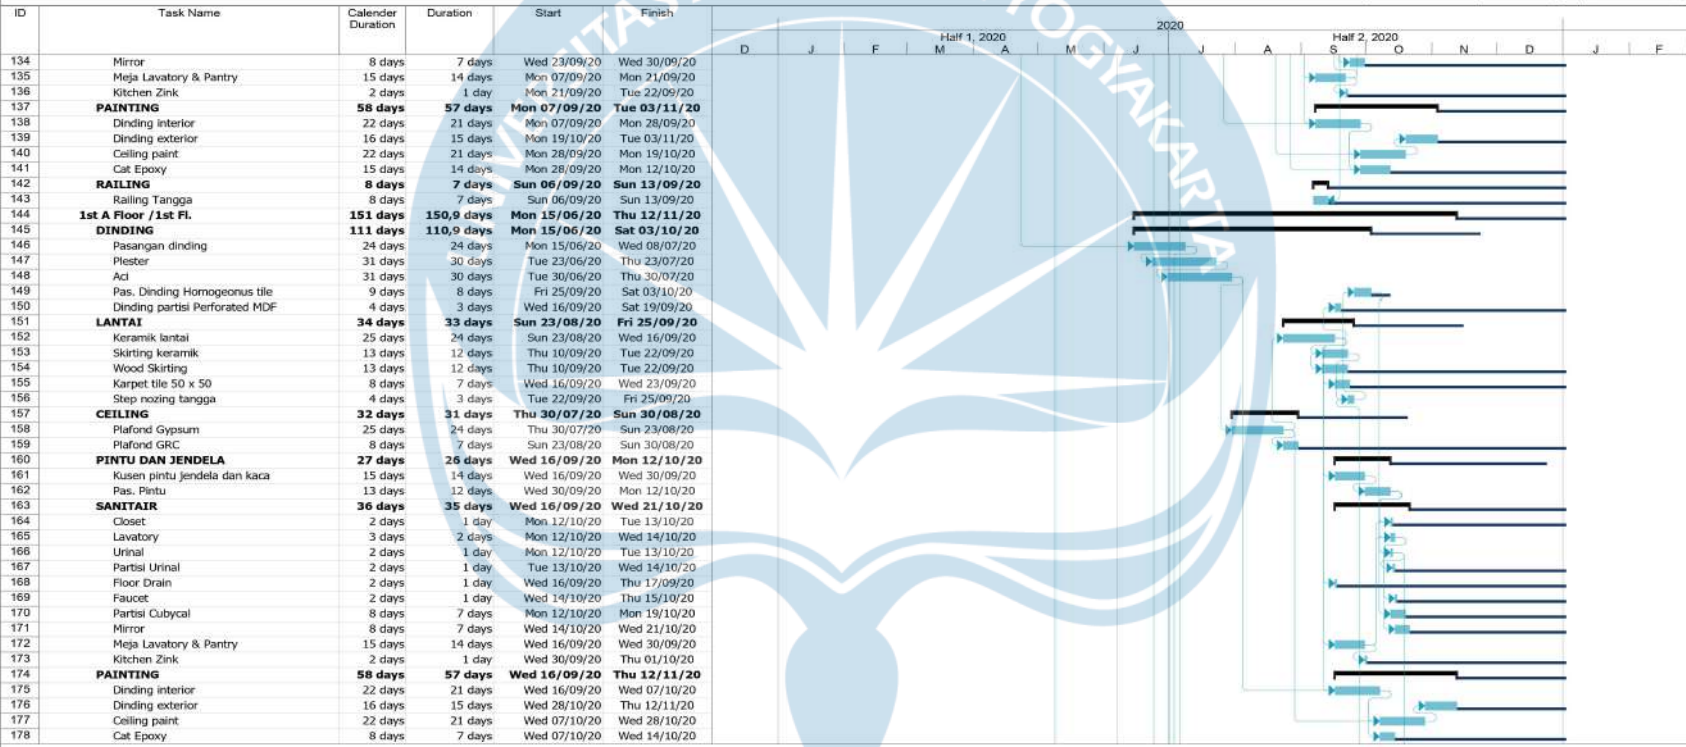 ID Task Name Calender Duration Duration Start Finish
2020
Half 1, 2020 Half 2, 2020
D J F M A M J J A S O N D J F
134 Mirror 8 days 7 days Wed 23/09/20 Wed 30/09/20
135 Meja Lavatory & Pantry 15 days 14 days Mon 07/09/20 Mon 21/09/20
136 Kitchen Zink 2 days 1 day Mon 21/09/20 Tue 22/09/20
137 PAINTING 58 days 57 days Mon 07/09/20 Tue 03/11/20
138 Dinding interior 22 days 21 days Mon 07/09/20 Mon 28/09/20
139 Dinding exterior 16 days 15 days Mon 19/10/20 Tue 03/11/20
140 Ceiling paint 22 days 21 days Mon 28/09/20 Mon 19/10/20
141 Cat Epoxy 15 days 14 days Mon 28/09/20 Mon 12/10/20
142 RAILING 8 days 7 days Sun 06/09/20 Sun 13/09/20
143 Railing Tangga 8 days 7 days Sun 06/09/20 Sun 13/09/20
144 1st A Floor /1st Fl. 151 days 150,9 days Mon 15/06/20 Thu 12/11/20
145 DINDING 111 days 110,9 days Mon 15/06/20 Sat 03/10/20
146 Pasangan dinding 24 days 24 days Mon 15/06/20 Wed 08/07/20
147 Plester 31 days 30 days Tue 23/06/20 Thu 23/07/20
148 Aci 31 days 30 days Tue 30/06/20 Thu 30/07/20
149 Pas. Dinding Homogeonus tile 9 days 8 days Fri 25/09/20 Sat 03/10/20
150 Dinding partisi Perforated MDF 4 days 3 days Wed 16/09/20 Sat 19/09/20
151 LANTAI 34 days 33 days Sun 23/08/20 Fri 25/09/20
152 Keramik lantai 25 days 24 days Sun 23/08/20 Wed 16/09/20
153 Skirting keramik 13 days 12 days Thu 10/09/20 Tue 22/09/20
154 Wood Skirting 13 days 12 days Thu 10/09/20 Tue 22/09/20
155 Karpet tile 50 x 50 8 days 7 days Wed 16/09/20 Wed 23/09/20
156 Step nozing tangga 4 days 3 days Tue 22/09/20 Fri 25/09/20
157 CEILING 32 days 31 days Thu 30/07/20 Sun 30/08/20
158 Plafond Gypsum 25 days 24 days Thu 30/07/20 Sun 23/08/20
159 Plafond GRC 8 days 7 days Sun 23/08/20 Sun 30/08/20
160 PINTU DAN JENDELA 27 days 26 days Wed 16/09/20 Mon 12/10/20
161 Kusen pintu jendela dan kaca 15 days 14 days Wed 16/09/20 Wed 30/09/20
162 Pas. Pintu 13 days 12 days Wed 30/09/20 Mon 12/10/20
163 SANITAIR 36 days 35 days Wed 16/09/20 Wed 21/10/20
164 Closet 2 days 1 day Mon 12/10/20 Tue 13/10/20
165 Lavatory 3 days 2 days Mon 12/10/20 Wed 14/10/20
166 Urinal 2 days 1 day Mon 12/10/20 Tue 13/10/20
167 Partisi Urinal 2 days 1 day Tue 13/10/20 Wed 14/10/20
168 Floor Drain 2 days 1 day Wed 16/09/20 Thu 17/09/20
169 Faucet 2 days 1 day Wed 14/10/20 Thu 15/10/20
170 Partisi Cubycal 8 days 7 days Mon 12/10/20 Mon 19/10/20
171 Mirror 8 days 7 days Wed 14/10/20 Wed 21/10/20
172 Meja Lavatory & Pantry 15 days 14 days Wed 16/09/20 Wed 30/09/20
173 Kitchen Zink 2 days 1 day Wed 30/09/20 Thu 01/10/20
174 PAINTING 58 days 57 days Wed 16/09/20 Thu 12/11/20
175 Dinding interior 22 days 21 days Wed 16/09/20 Wed 07/10/20
176 Dinding exterior 16 days 15 days Wed 28/10/20 Thu 12/11/20
177 Ceiling paint 22 days 21 days Wed 07/10/20 Wed 28/10/20
178 Cat Epoxy 8 days 7 days Wed 07/10/20 Wed 14/10/20
UNIVERSITAS YOGYAKARTA